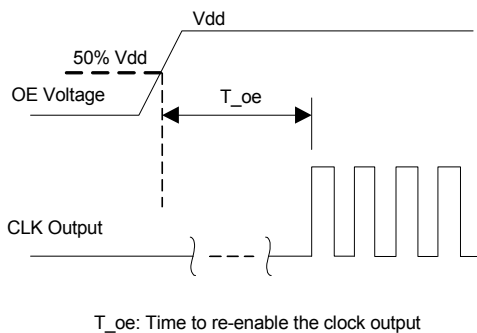 Vdd
50% Vdd
OE Voltage
T_oe
CLK Output
T_oe: Time to re-enable the clock output